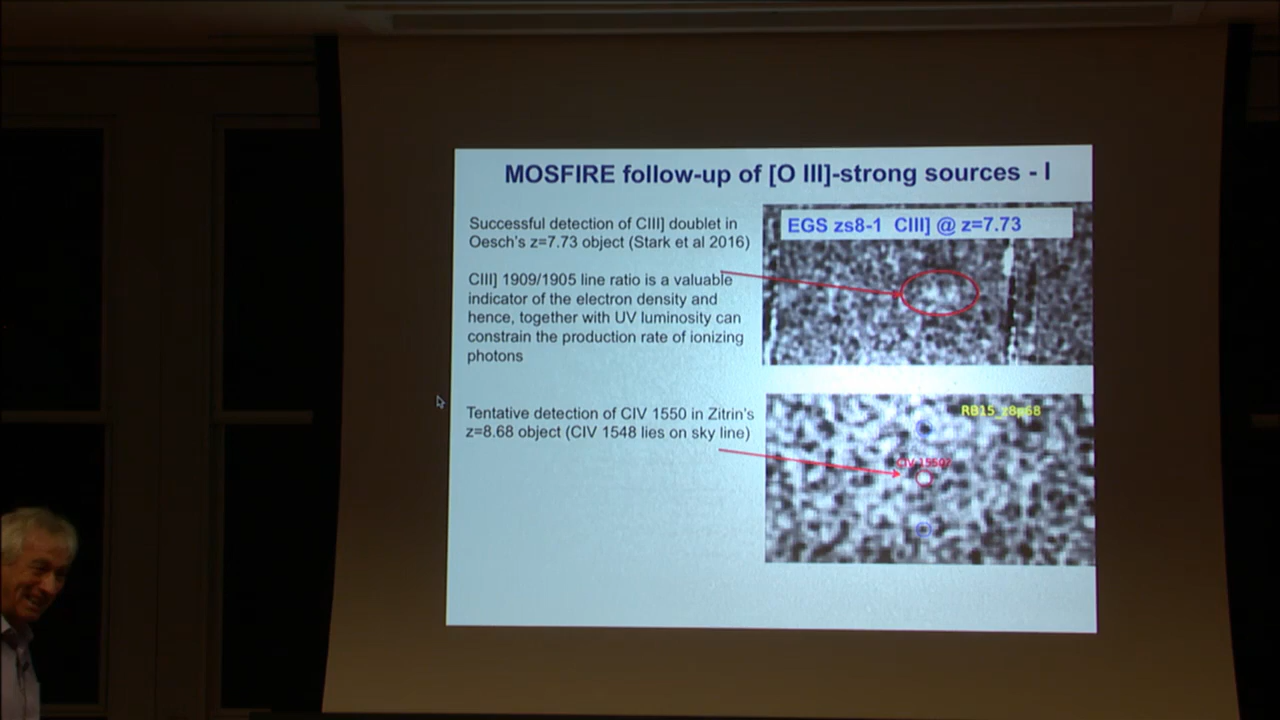 MOSFIRE follow-up of [O III]-strong sources - I
Successful detection of CIII] doublet in
Oesch's z=7.73 object (Stark et al 2016)
CIII] 1909/1905 line ratio is a valuable
indicator of the electron density and
hence, together with UV luminosity can
constrain the production rate of ionizing
photons
Tentative detection of CIV 1550 in Zitrin's
z=8.68 object (CIV 1548 lies on sky line)
EGS zs8-1 CIII] @ z=7.73
RB15_z8p68
CIV 1550?